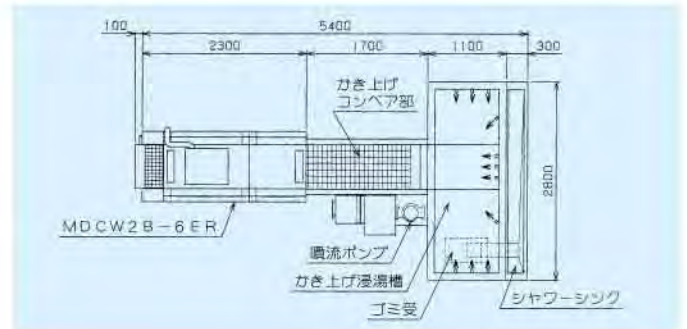 100
5400
2300
1700
1100
300
かき上げ
コンベア部
2800
MDCW2B-6ER
噴流ポンプ
かき上げ浸湯槽
ゴミ受
シャワーシンク